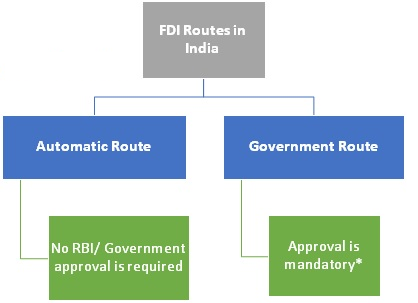 FDI Routes in
India
Automatic Route
Government Route
No RBI/ Government
approval is required
Approval is
mandatory*